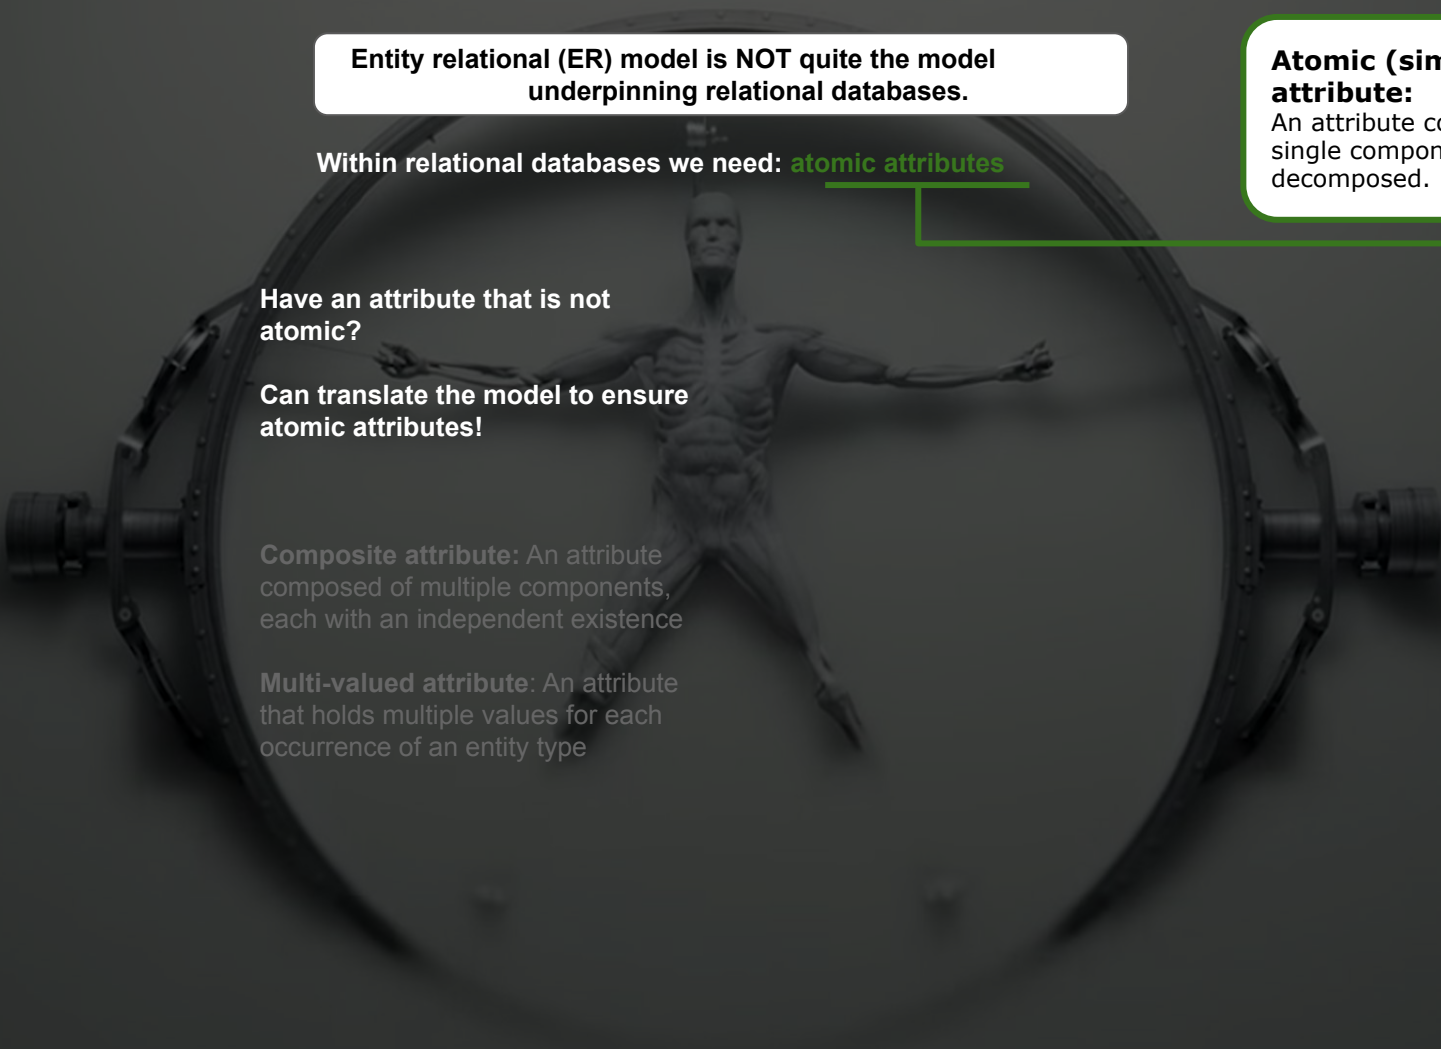 Entity relational (ER) model is NOT quite the model
underpinning relational databases.
Within relational databases we need: atomic attributes
Atomic (sim
attribute:
An attribute co
single compon
decomposed.
Have an attribute that is not
atomic?
Can translate the model to ensure
atomic attributes!
Composite attribute: An attribute
composed of multiple components,
each with an independent existence
Multi-valued attribute: An attribute
that holds multiple values for each
occurrence of an entity type